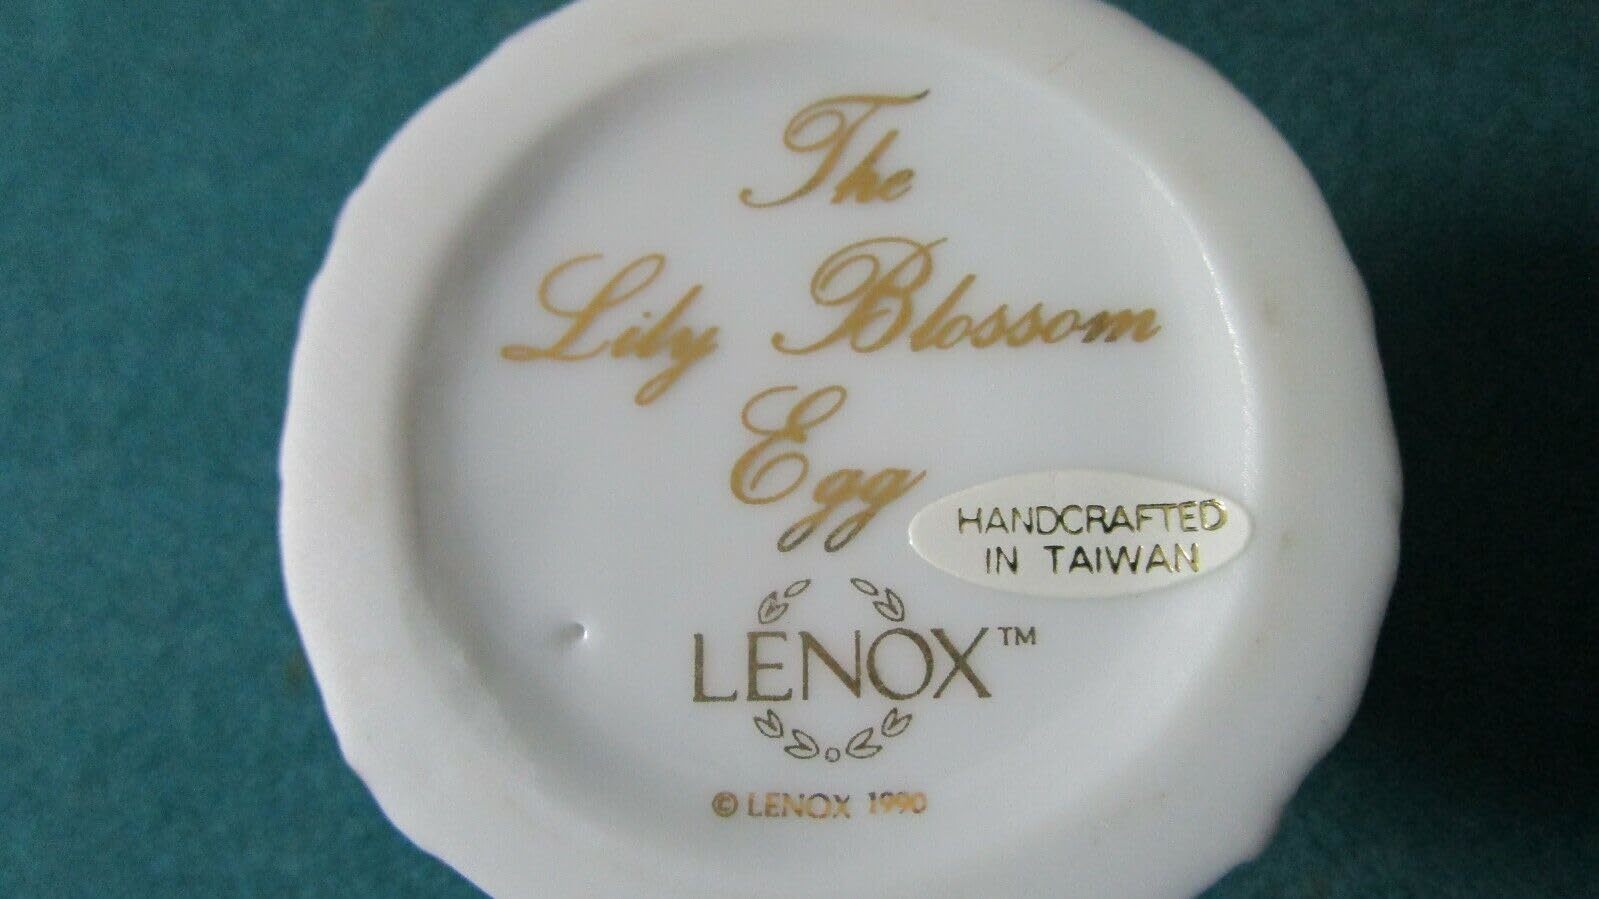 The
Lily Blossom
Egg
HANDCRAFTED
IN TAIWAN
LENOX™
© LENOX 1990